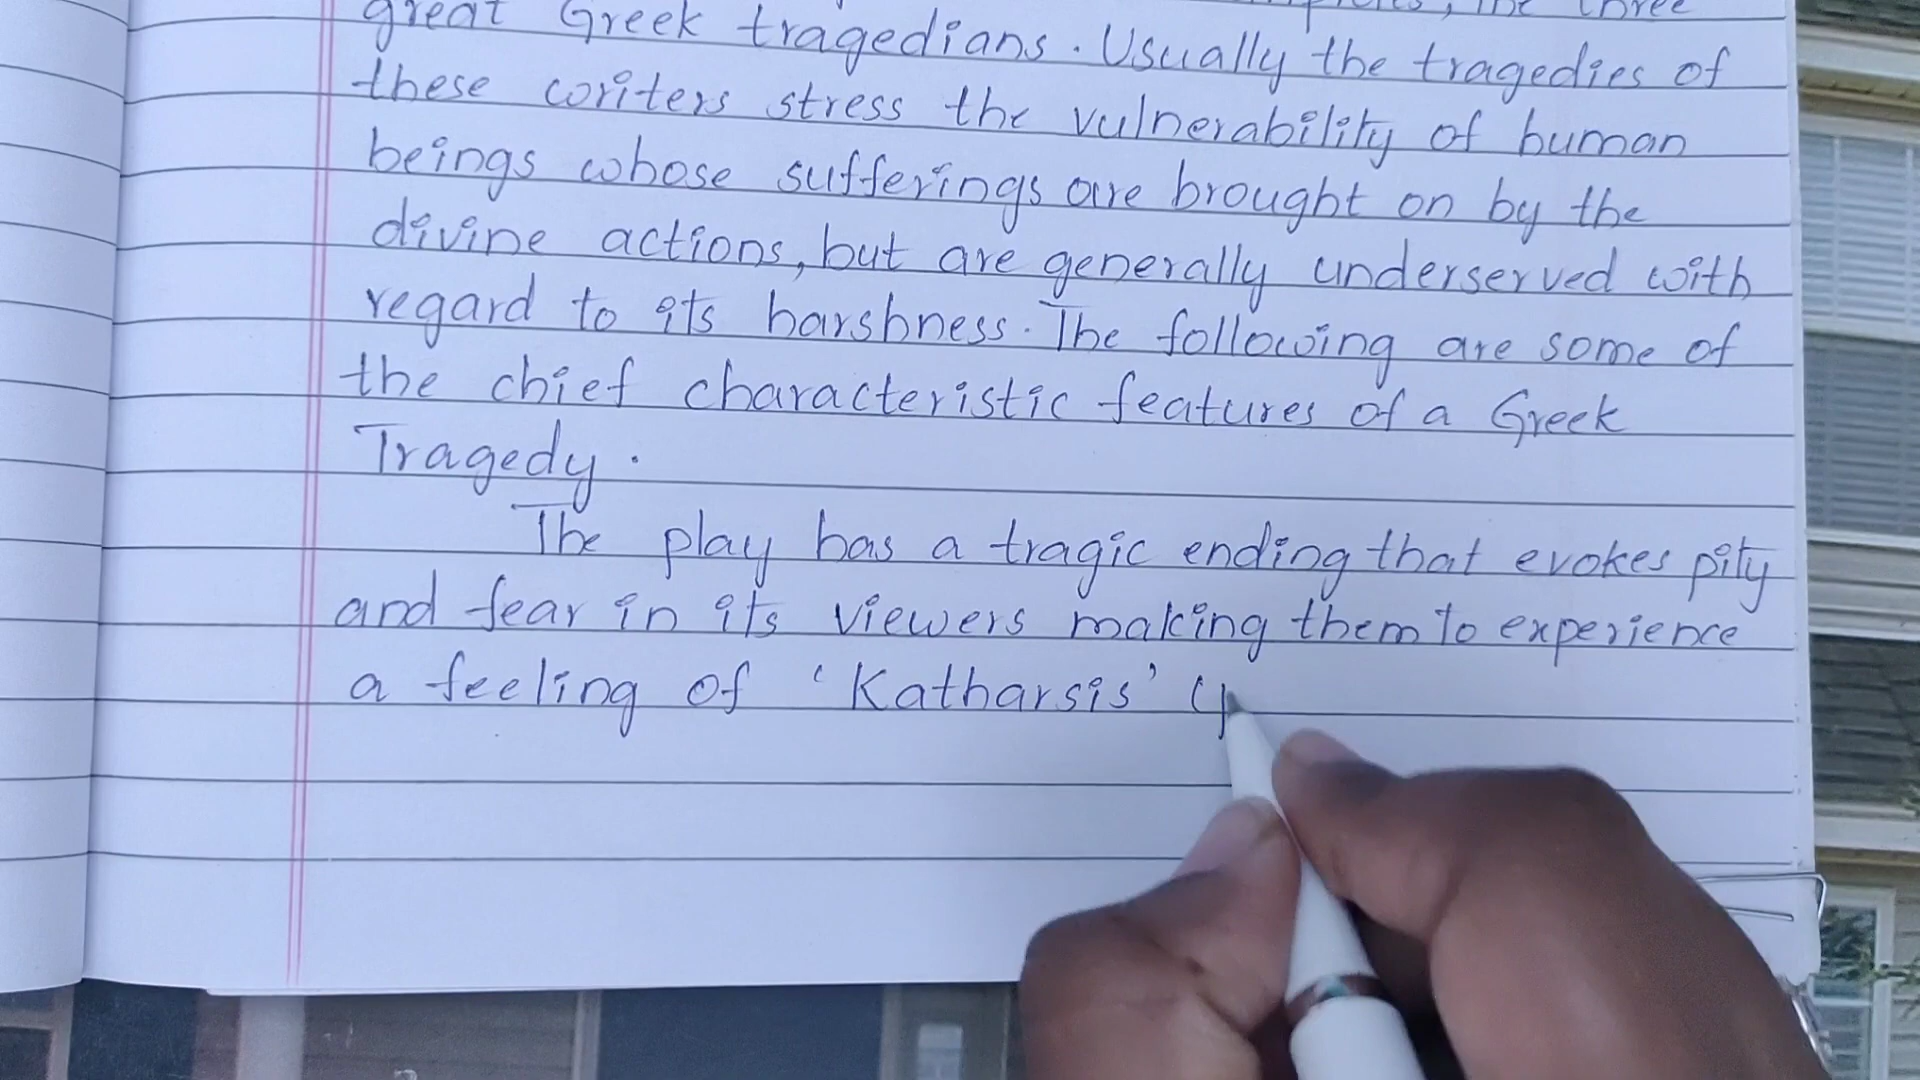 great Greek tragedians. Usually the tragedies of the three
these writers stress the vulnerability of human
beings whose sufferings are brought on by the
divine actions, but are generally underserved with
regard to its harshness. The following are some of
the chief characteristic features of a Greek
Tragedy.
The play has a tragic ending that evokes pity
and fear in its viewers making them to experience
a feeling of 'Katharsis' (